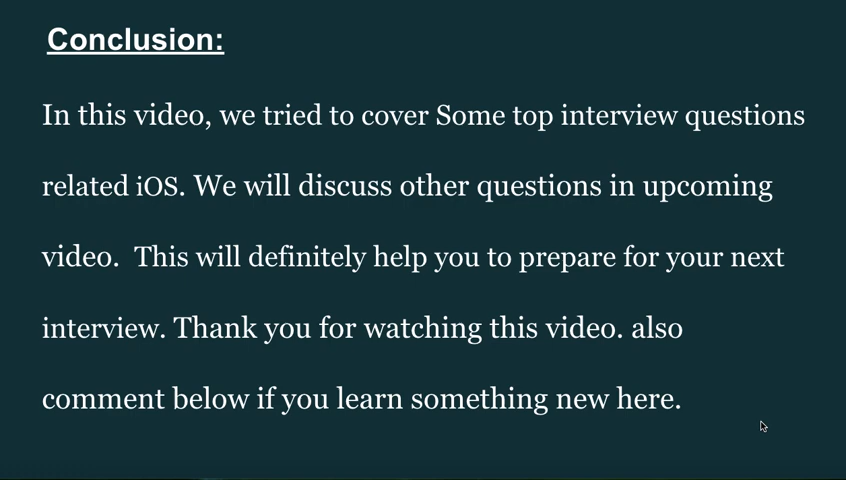 Conclusion:
In this video, we tried to cover Some top interview questions
related iOS. We will discuss other questions in upcoming
video.  This will definitely help you to prepare for your next
interview. Thank you for watching this video. also
comment below if you learn something new here.